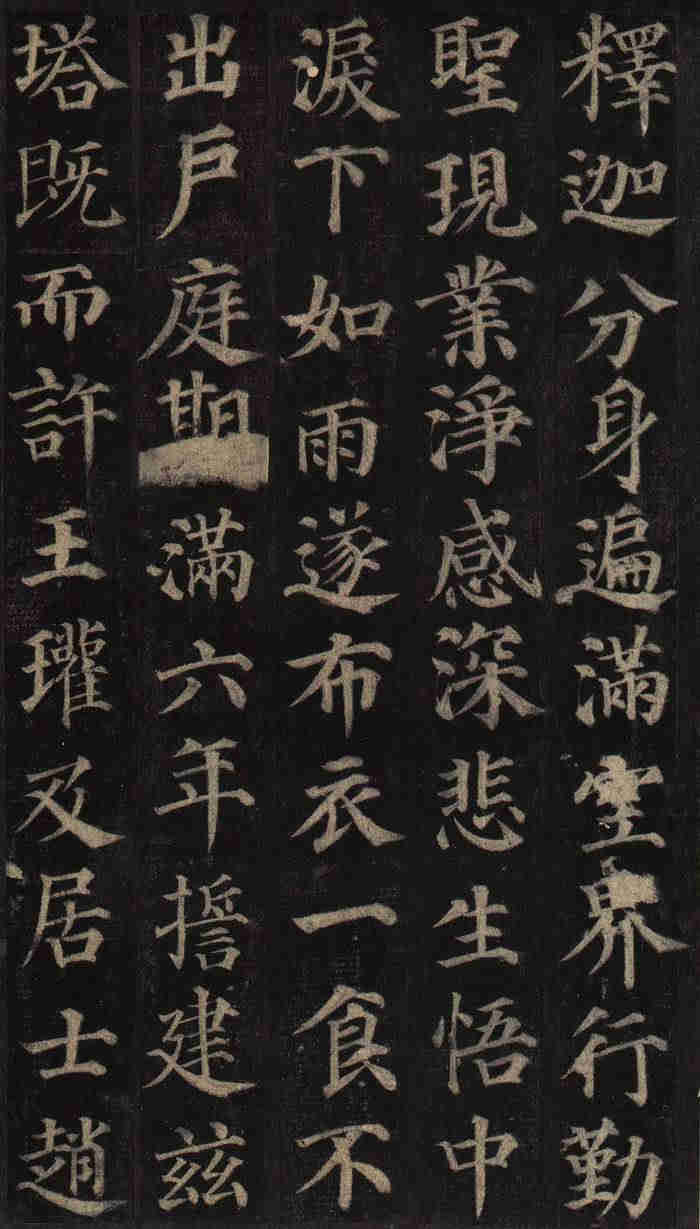 釋迦分身遍滿空界行勤
聖現業淨感深悲生悟中
淚下如雨遂布衣一食不
出戶庭期滿六年誓建兹
塔既而許王瓘及居士趙